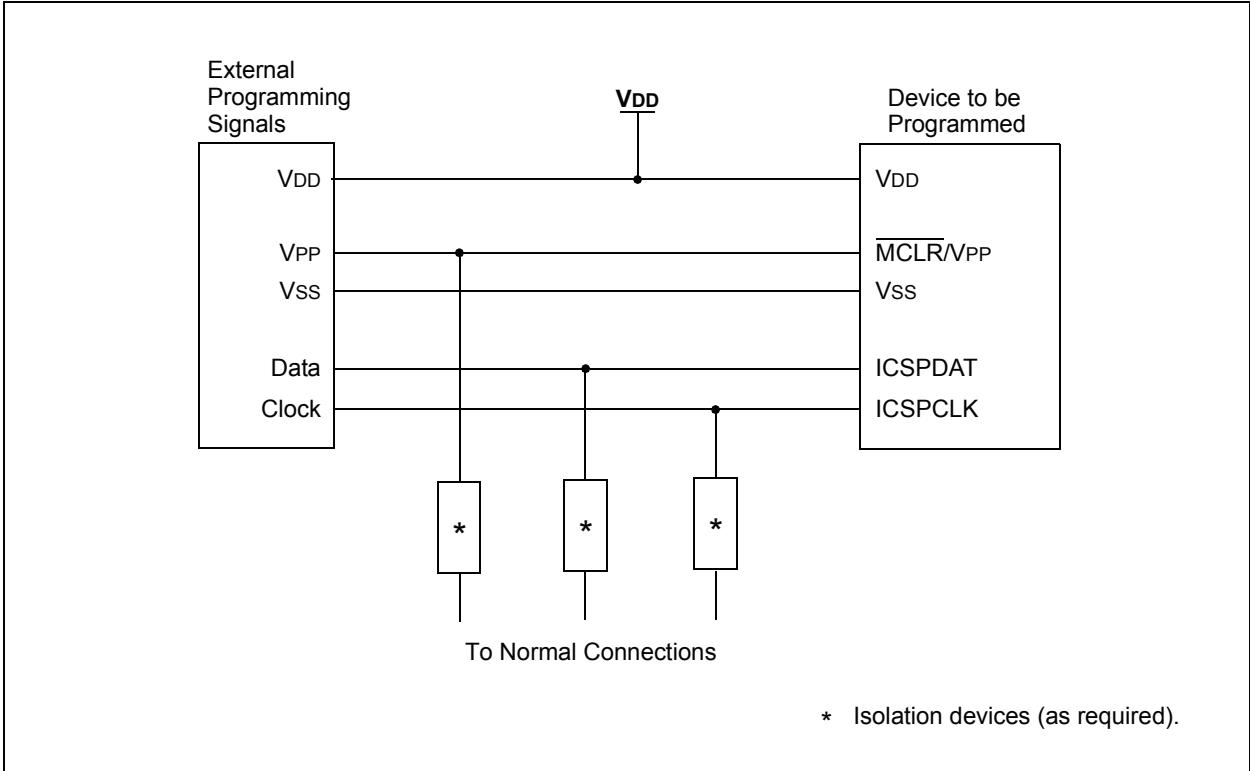 External
Programming
Signals
VDD
Device to be
Programmed
VDD
VDD
VPP
MCLR/VPP
VSS
VSS
Data
ICSPDAT
Clock
ICSPCLK
*
*
*
To Normal Connections
* Isolation devices (as required).